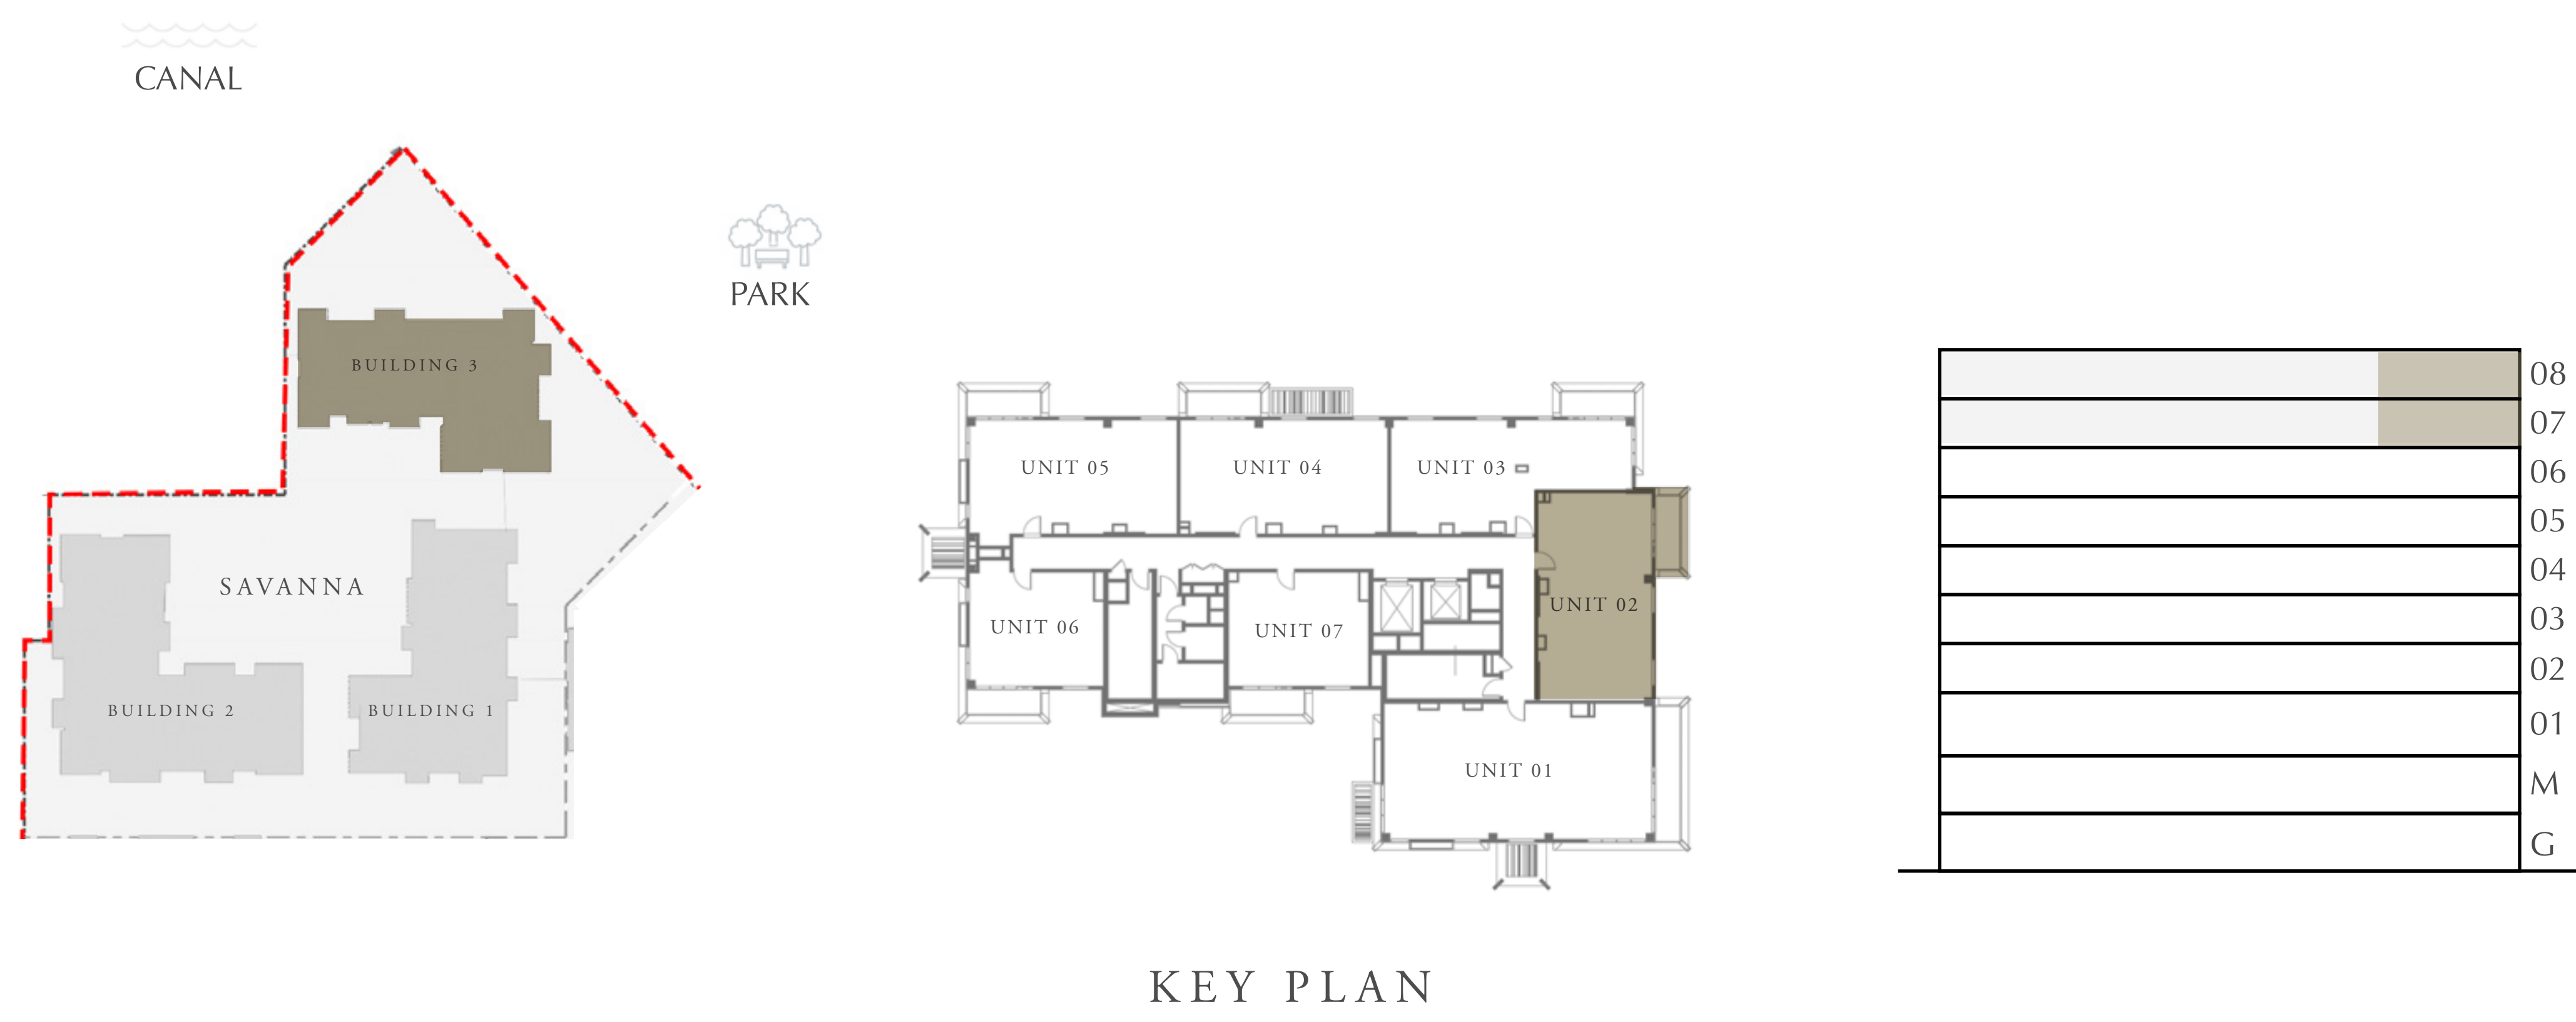 CANAL
PARK
BUILDING 3
SAVANNA
BUILDING 2
BUILDING 1
UNIT 05
UNIT 04
UNIT 03
UNIT 02
UNIT 06
UNIT 07
UNIT 01
08
07
06
05
04
03
02
01
M
G
KEY PLAN